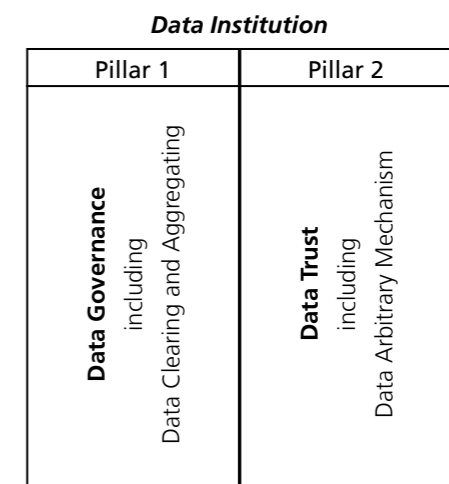 Data Institution
Pillar 1
Pillar 2
Data Governance
including
Data Clearing and Aggregating
Data Trust
including
Data Arbitrary Mechanism